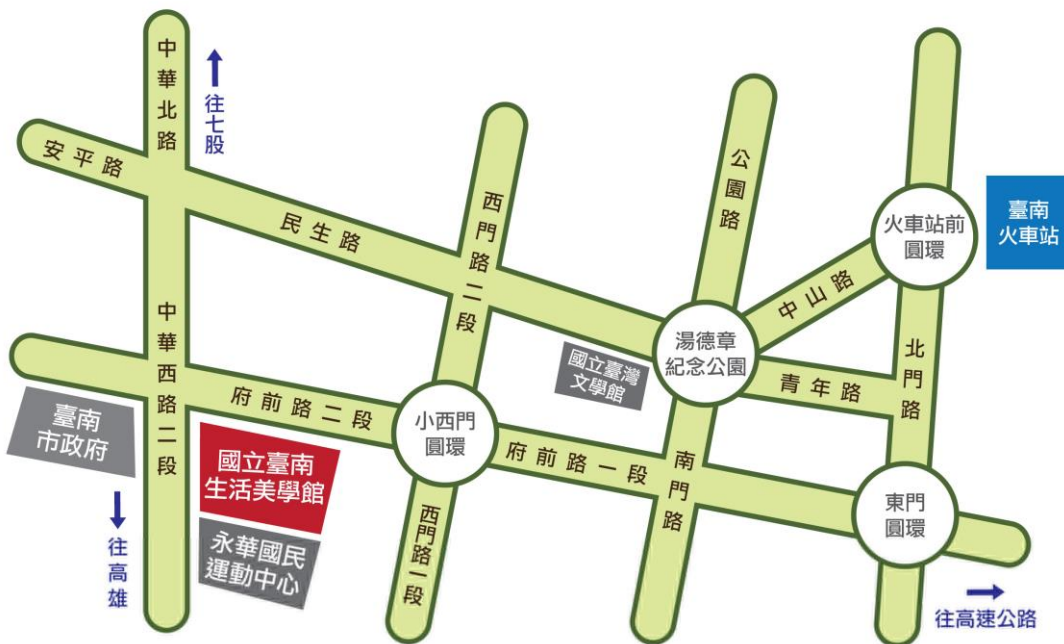 中華北路
往七股
安平路
民生路
西門路二段
公園路
火車站前
圓環
臺南
火車站
中山路
湯德章
紀念公園
國立臺灣
文學館
青年路
北門路
中華西路二段
府前路二段
小西門
圓環
府前路一段
南門路
東門
圓環
臺南
市政府
國立臺南
生活美學館
永華國民
運動中心
西門路一段
往高雄
往高速公路